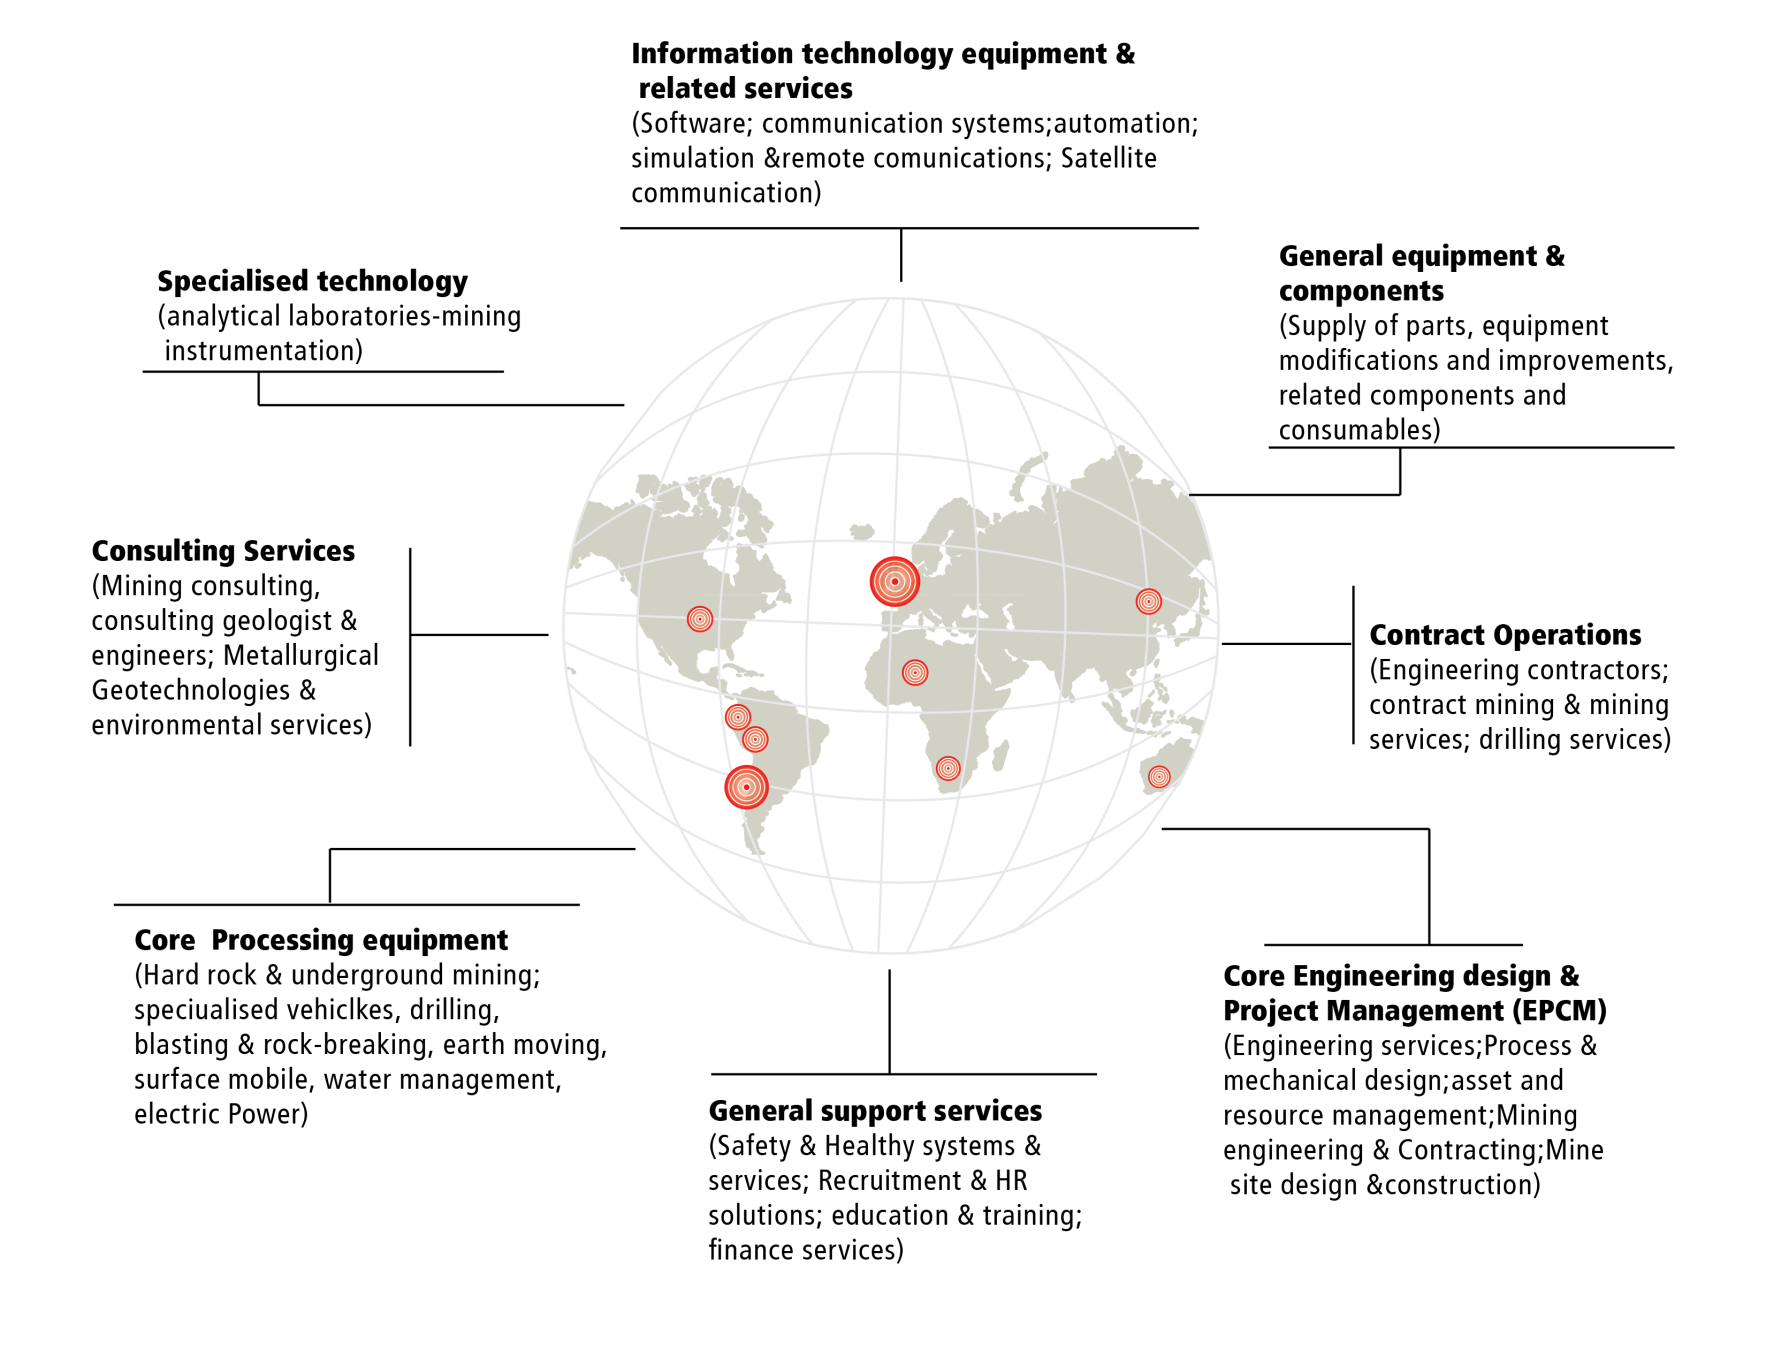 Information technology equipment &
related services
(Software; communication systems;automation;
simulation &remote comunications; Satellite
communication)
Specialised technology
(analytical laboratories-mining
instrumentation)
General equipment &
components
(Supply of parts, equipment
modifications and improvements,
related components and
consumables)
Consulting Services
(Mining consulting,
consulting geologist &
engineers; Metallurgical
Geotechnologies &
environmental services)
Contract Operations
(Engineering contractors;
contract mining & mining
services; drilling services)
Core  Processing equipment
(Hard rock & underground mining;
speciualised vehiclkes, drilling,
blasting & rock-breaking, earth moving,
surface mobile, water management,
electric Power)
General support services
(Safety & Healthy systems &
services; Recruitment & HR
solutions; education & training;
finance services)
Core Engineering design &
Project Management (EPCM)
(Engineering services;Process &
mechanical design;asset and
resource management;Mining
engineering & Contracting;Mine
site design &construction)